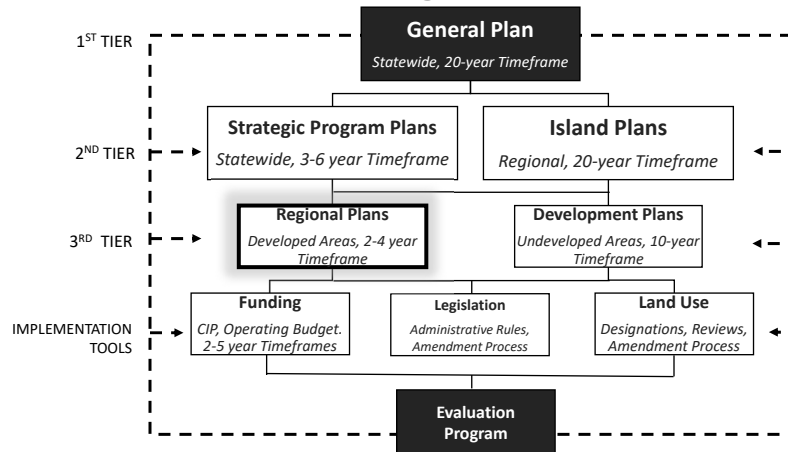 General Plan
Statewide, 20-year Timeframe
1ST TIER
Strategic Program Plans
Statewide, 3-6 year Timeframe
Island Plans
Regional, 20-year Timeframe
2ND TIER
Regional Plans
Developed Areas, 2-4 year
Timeframe
Development Plans
Undeveloped Areas, 10-year
Timeframe
3RD TIER
Funding
CIP, Operating Budget.
2-5 year Timeframes
Legislation
Administrative Rules,
Amendment Process
Land Use
Designations, Reviews,
Amendment Process
IMPLEMENTATION
TOOLS
Evaluation
Program